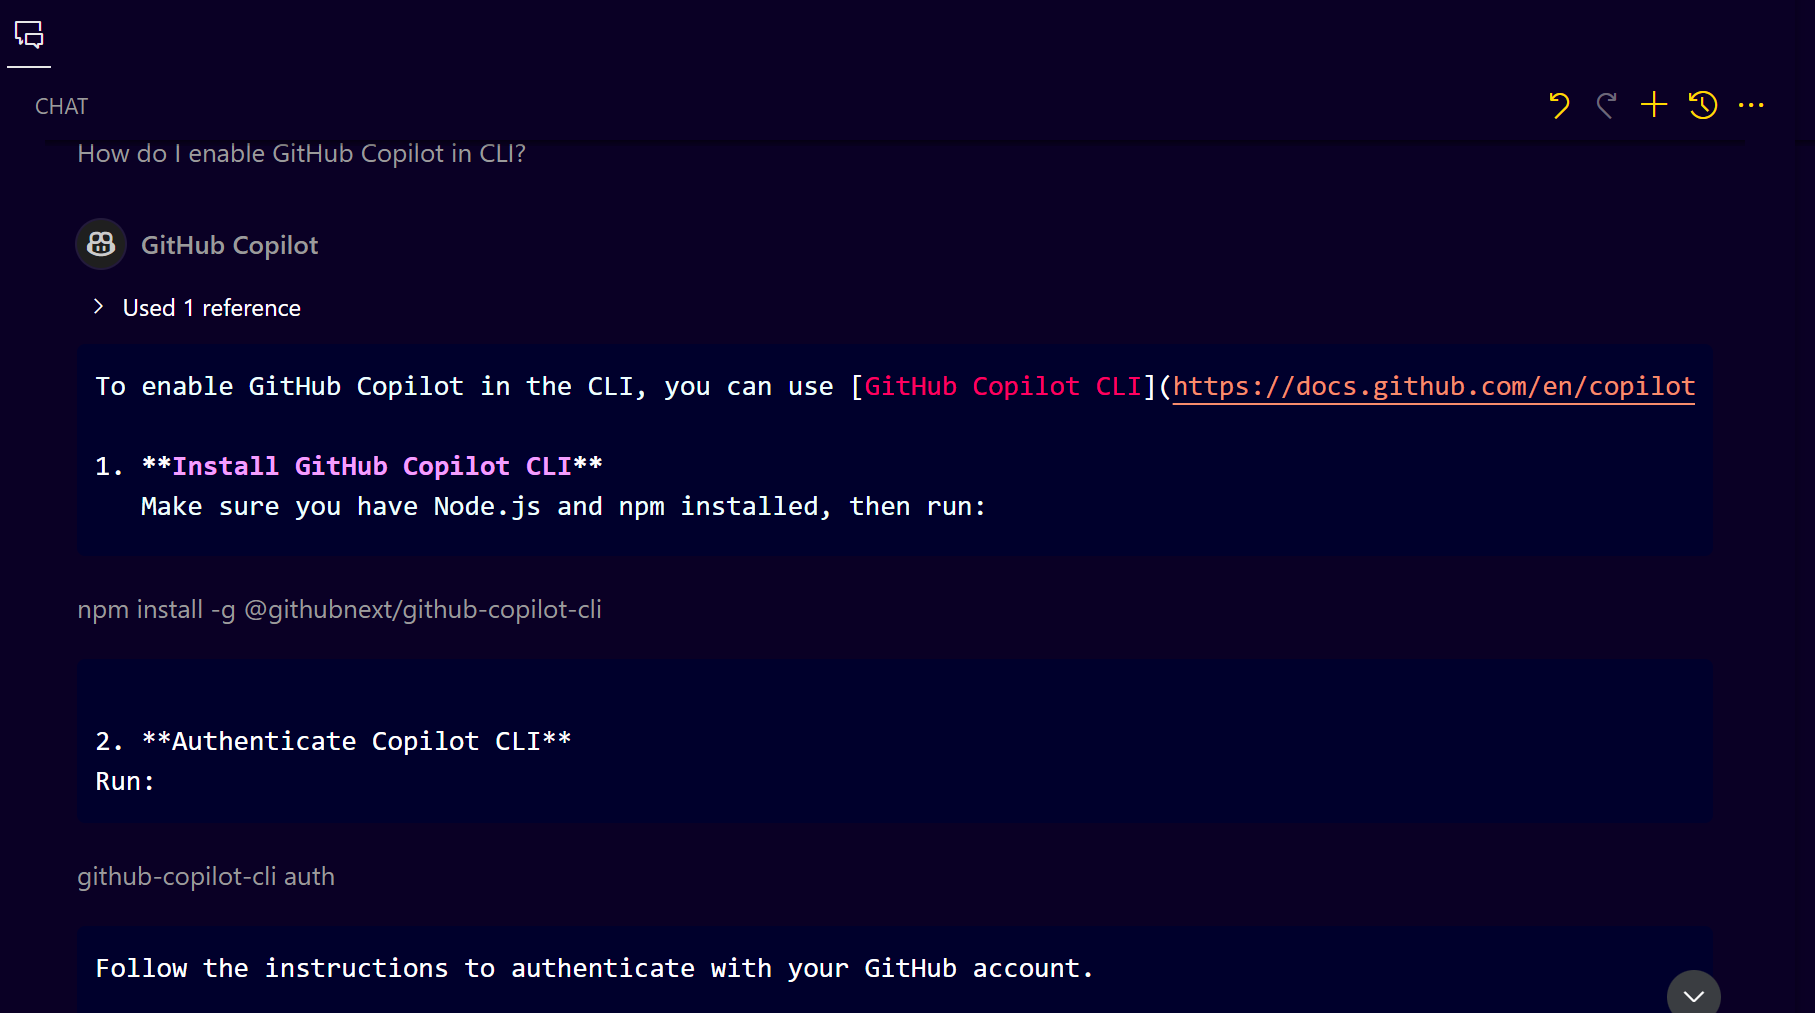 CHAT
How do I enable GitHub Copilot in CLI?
GitHub Copilot
Used 1 reference
To enable GitHub Copilot in the CLI, you can use [GitHub Copilot CLI](https://docs.github.com/en/copilot
1. **Install GitHub Copilot CLI**
Make sure you have Node.js and npm installed, then run:
npm install -g @githubnext/github-copilot-cli
2. **Authenticate Copilot CLI**
Run:
github-copilot-cli auth
Follow the instructions to authenticate with your GitHub account.